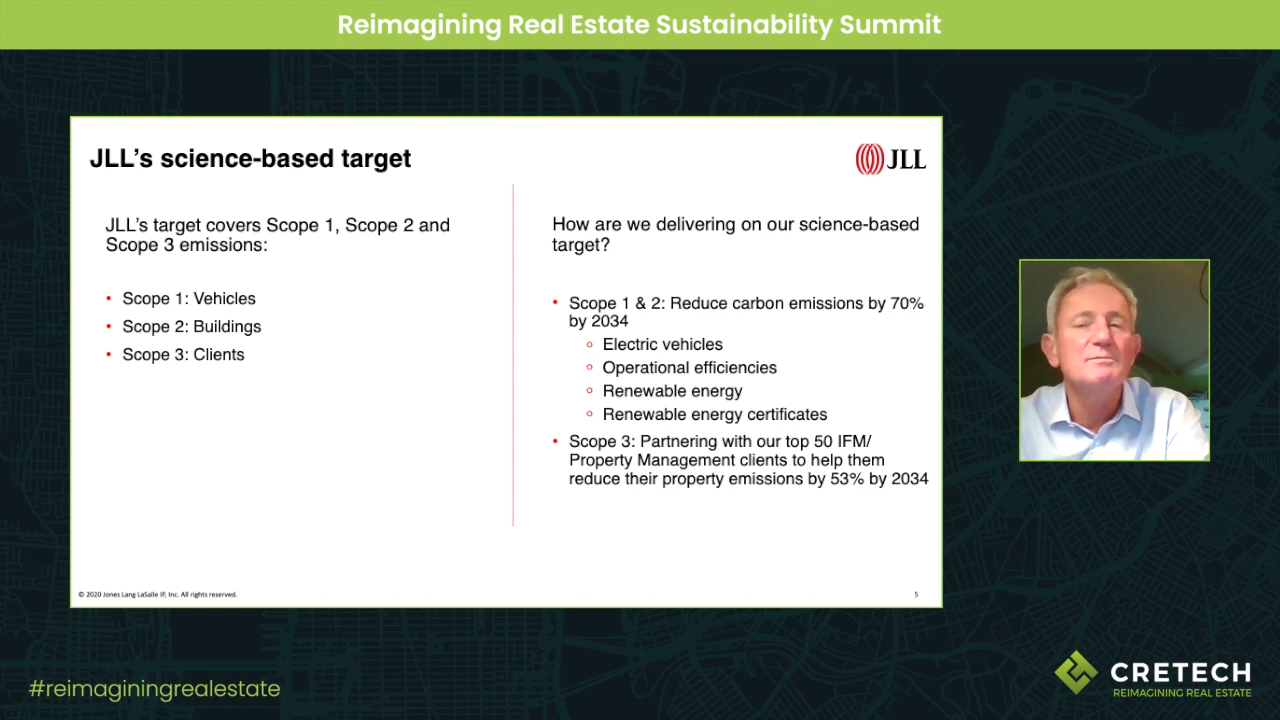 Reimagining Real Estate Sustainability Summit
JLL’s science-based target
JLL
JLL’s target covers Scope 1, Scope 2 and
Scope 3 emissions:
• Scope 1: Vehicles
• Scope 2: Buildings
• Scope 3: Clients
How are we delivering on our science-based
target?
• Scope 1 & 2: Reduce carbon emissions by 70%
by 2034
○ Electric vehicles
○ Operational efficiencies
○ Renewable energy
○ Renewable energy certificates
• Scope 3: Partnering with our top 50 IFM/
Property Management clients to help them
reduce their property emissions by 53% by 2034
© 2020 Jones Lang LaSalle IP, Inc. All rights reserved.
5
#reimaginingrealestate
CRETECH
REIMAGINING REAL ESTATE